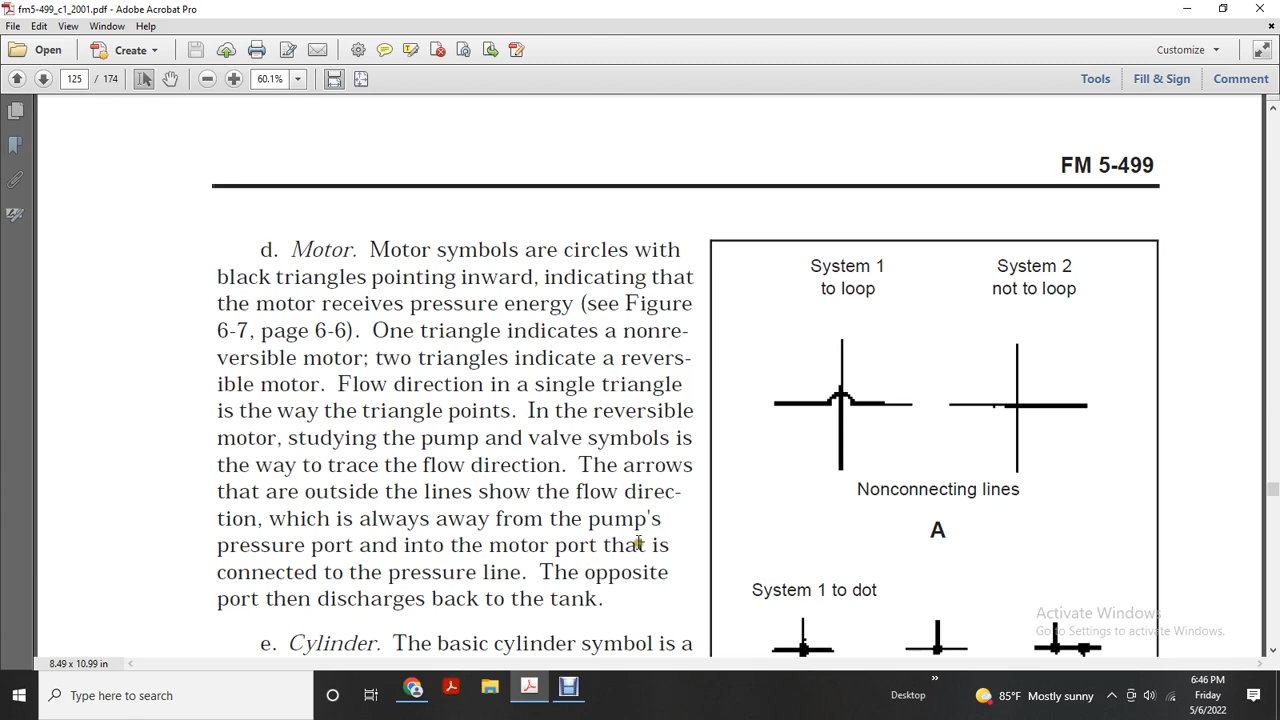 fm5-499_c1_2001.pdf - Adobe Acrobat Pro
File Edit View Window Help
Open Create Customize
125 / 174 60.1% Tools Fill & Sign Comment
FM 5-499
d. Motor. Motor symbols are circles with
black triangles pointing inward, indicating that
the motor receives pressure energy (see Figure
6-7, page 6-6). One triangle indicates a nonre-
versible motor; two triangles indicate a revers-
ible motor. Flow direction in a single triangle
is the way the triangle points. In the reversible
motor, studying the pump and valve symbols is
the way to trace the flow direction. The arrows
that are outside the lines show the flow direc-
tion, which is always away from the pump's
pressure port and into the motor port that is
connected to the pressure line. The opposite
port then discharges back to the tank.
e. Cylinder. The basic cylinder symbol is a
System 1
to loop
System 2
not to loop
Nonconnecting lines
A
System 1 to dot
Activate Windows
Go to Settings to activate Windows.
8.49 x 10.99 in
Type here to search
Desktop
85°F Mostly sunny
6:46 PM
Friday
5/6/2022